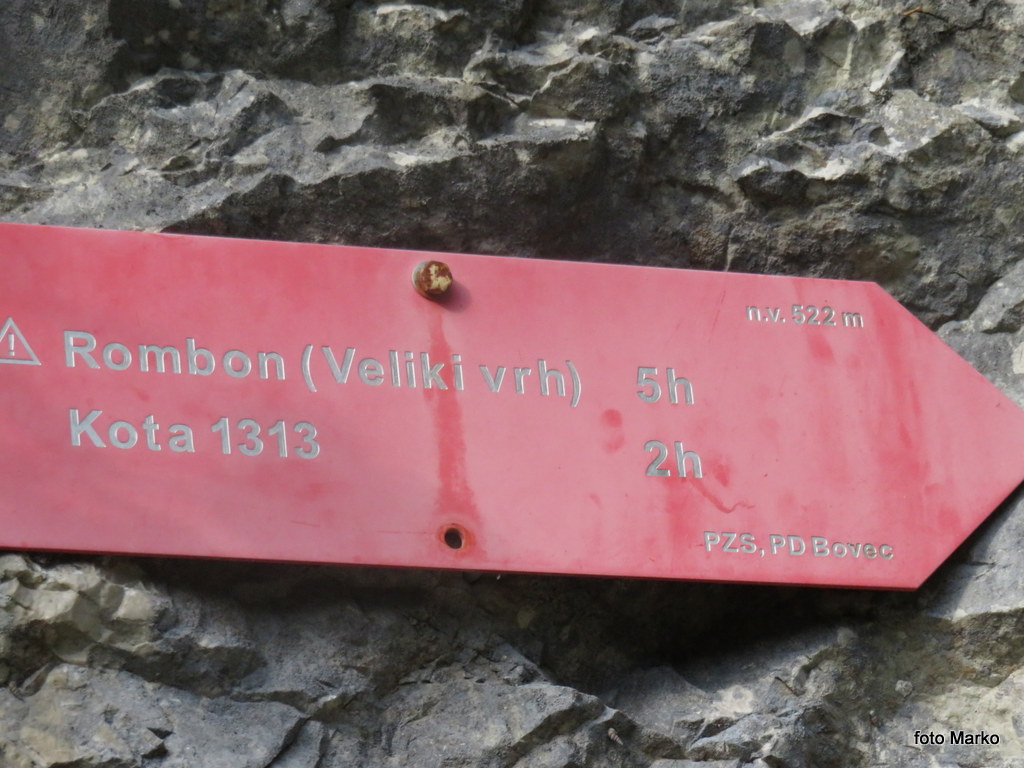 n.v. 522 m
Rombon (Veliki vrh) 5h
Kota 1313 2h
PZS, PD Bovec
foto Marko